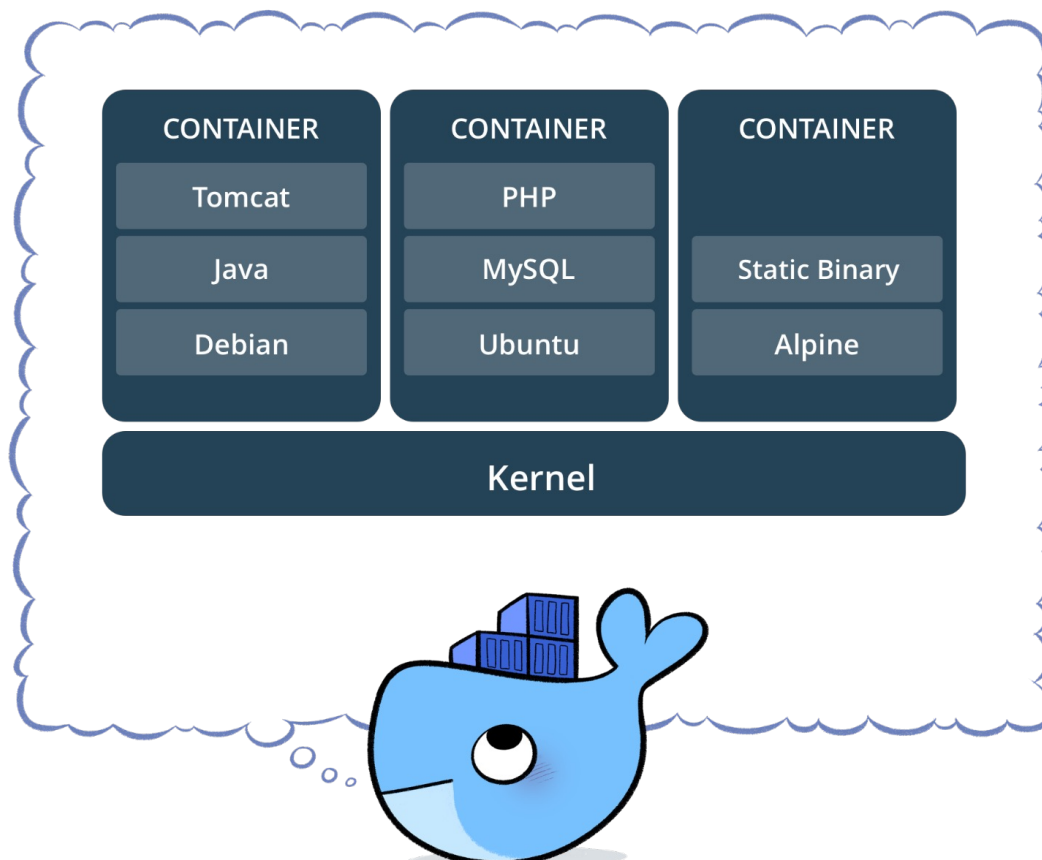 CONTAINER
Tomcat
Java
Debian
CONTAINER
PHP
MySQL
Ubuntu
CONTAINER
Static Binary
Alpine
Kernel